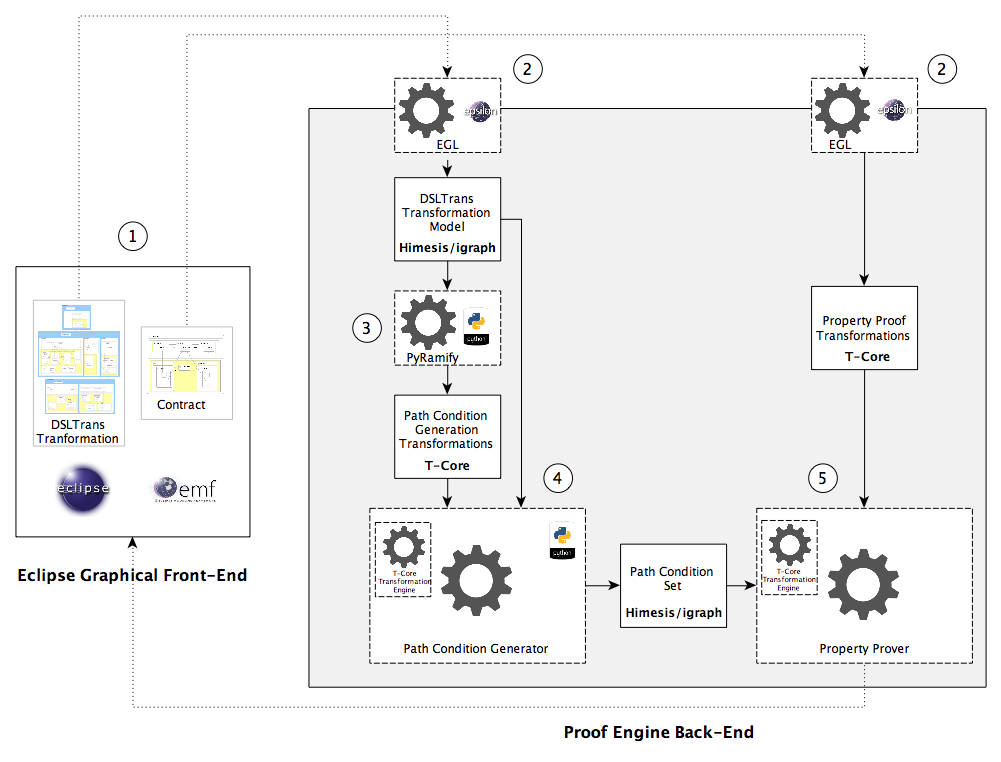 1
DSLTrans
Tranformation
Contract
eclipse
emf
Eclipse Graphical Front-End
2
epsilon
EGL
2
epsilon
EGL
DSLTrans
Transformation
Model
Himesis/igraph
3
python
PyRamify
Path Condition
Generation
Transformations
T-Core
Property Proof
Transformations
T-Core
4
T-Core
Transformation
Engine
python
Path Condition Generator
Path Condition
Set
Himesis/igraph
5
T-Core
Transformation
Engine
Property Prover
Proof Engine Back-End